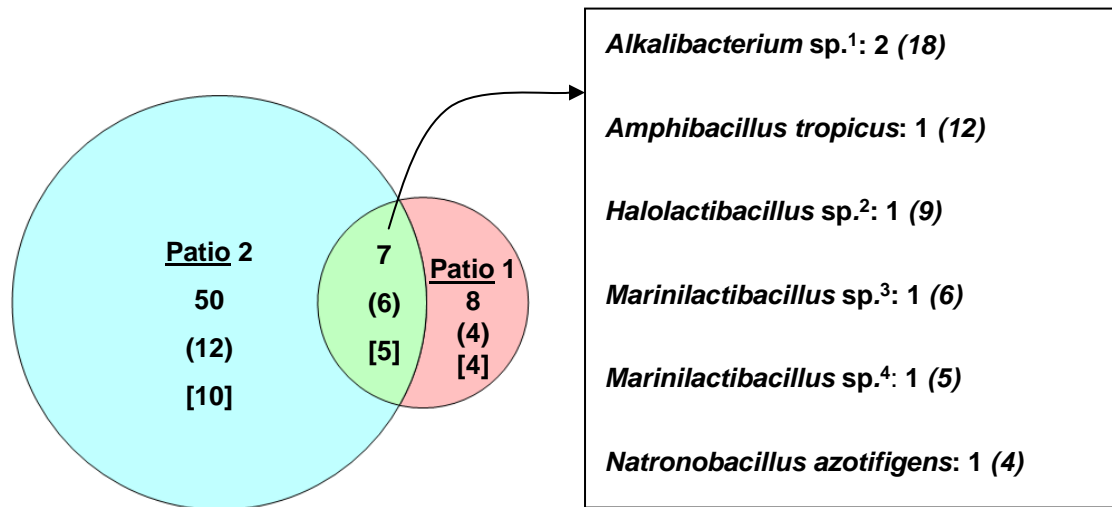 Patio 2
50
(12)
[10]
7
(6)
[5]
Patio 1
8
(4)
[4]
Alkalibacterium sp.¹: 2 (18)
Amphibacillus tropicus: 1 (12)
Halolactibacillus sp.²: 1 (9)
Marinilactibacillus sp.³: 1 (6)
Marinilactibacillus sp.⁴: 1 (5)
Natronobacillus azotifigens: 1 (4)